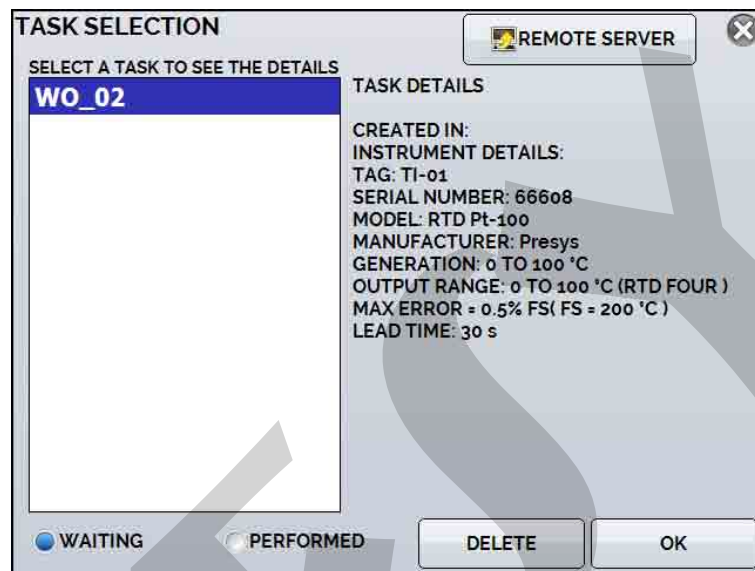 TASK SELECTION
REMOTE SERVER
SELECT A TASK TO SEE THE DETAILS
WO_02
TASK DETAILS
CREATED IN:
INSTRUMENT DETAILS:
TAG: TI-01
SERIAL NUMBER: 66608
MODEL: RTD Pt-100
MANUFACTURER: Presys
GENERATION: 0 TO 100 °C
OUTPUT RANGE: 0 TO 100 °C (RTD FOUR )
MAX ERROR = 0.5% FS( FS = 200 °C )
LEAD TIME: 30 s
WAITING
PERFORMED
DELETE
OK